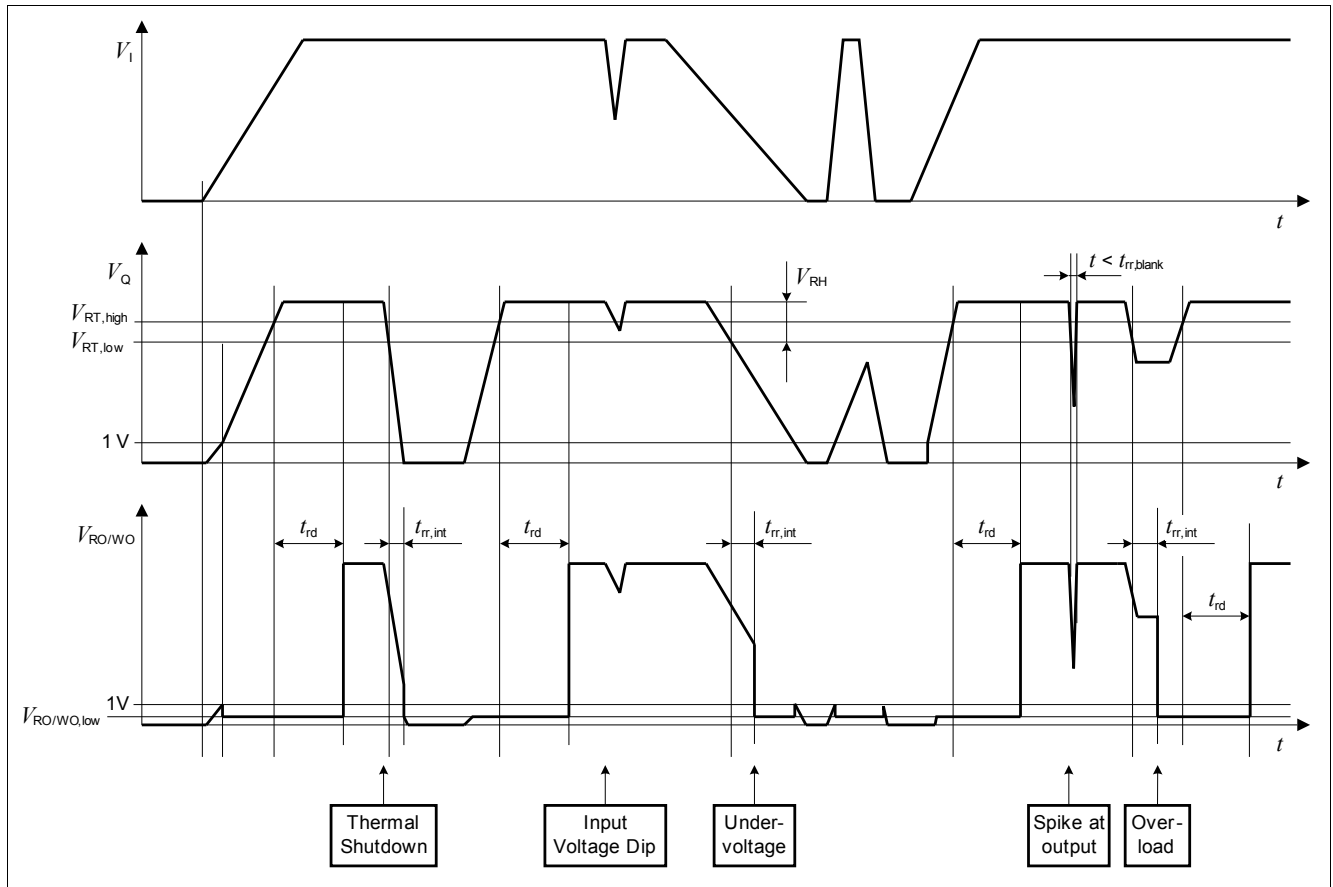 V_I
t
V_Q
V_RH
t < t_rr,blank
V_RT,high
V_RT,low
1 V
t
V_RO/WO
t_rd
t_rr,int
t_rd
t_rr,int
t_rd
t_rr,int
t_rd
1V
V_RO/WO,low
t
Thermal
Shutdown
Input
Voltage Dip
Under-
voltage
Spike at
output
Over-
load